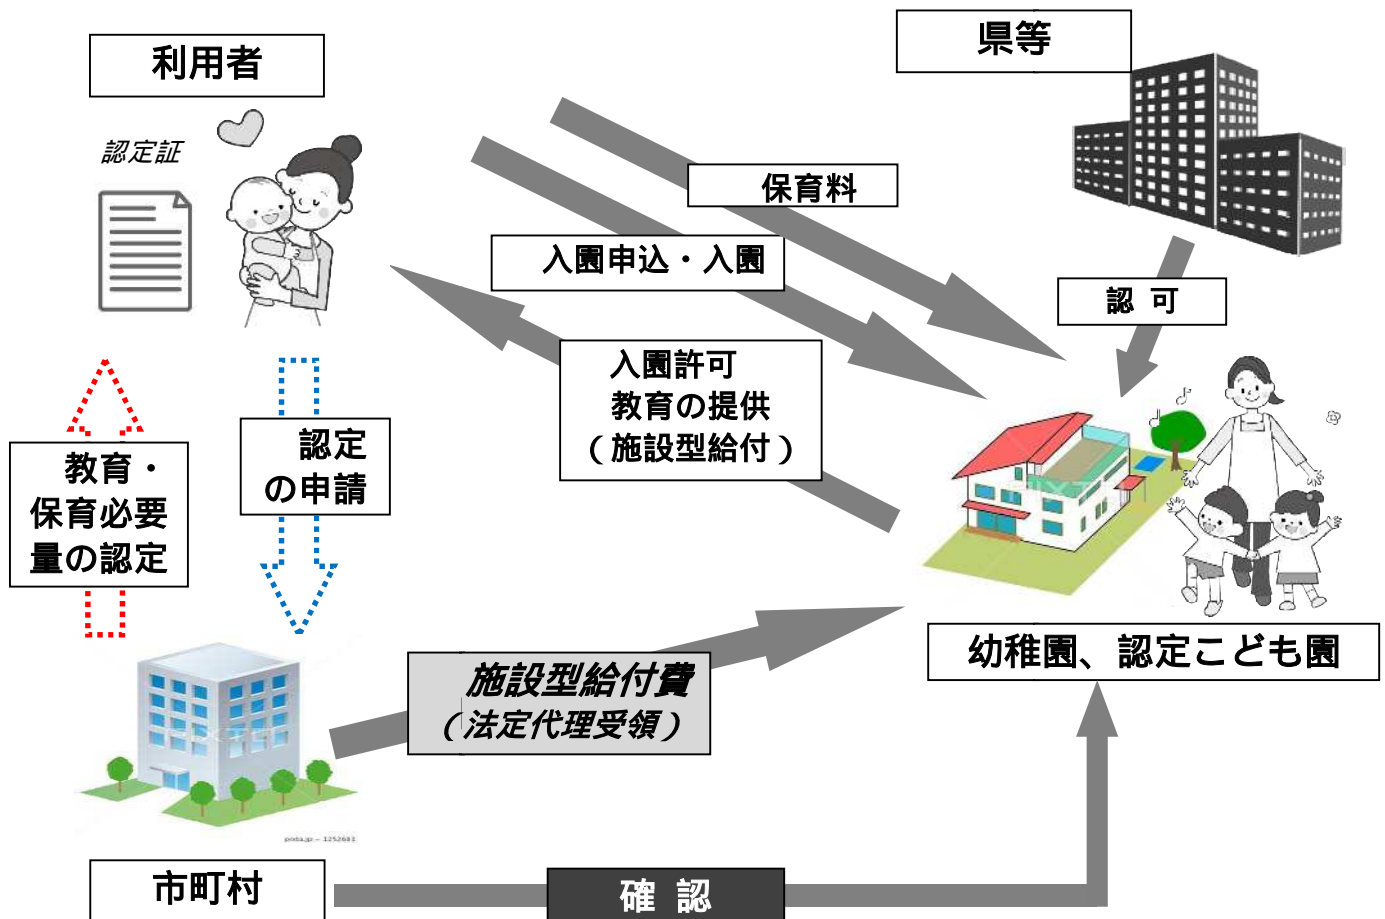 利用者
県等
認定証
保育料
入園申込・入園
認 可
入園許可
教育の提供
(施設型給付)
教育・
保育必要
量の認定
認定
の申請
幼稚園、認定こども園
施設型給付費
(法定代理受領)
pixta.jp - 1252681
市町村
確 認